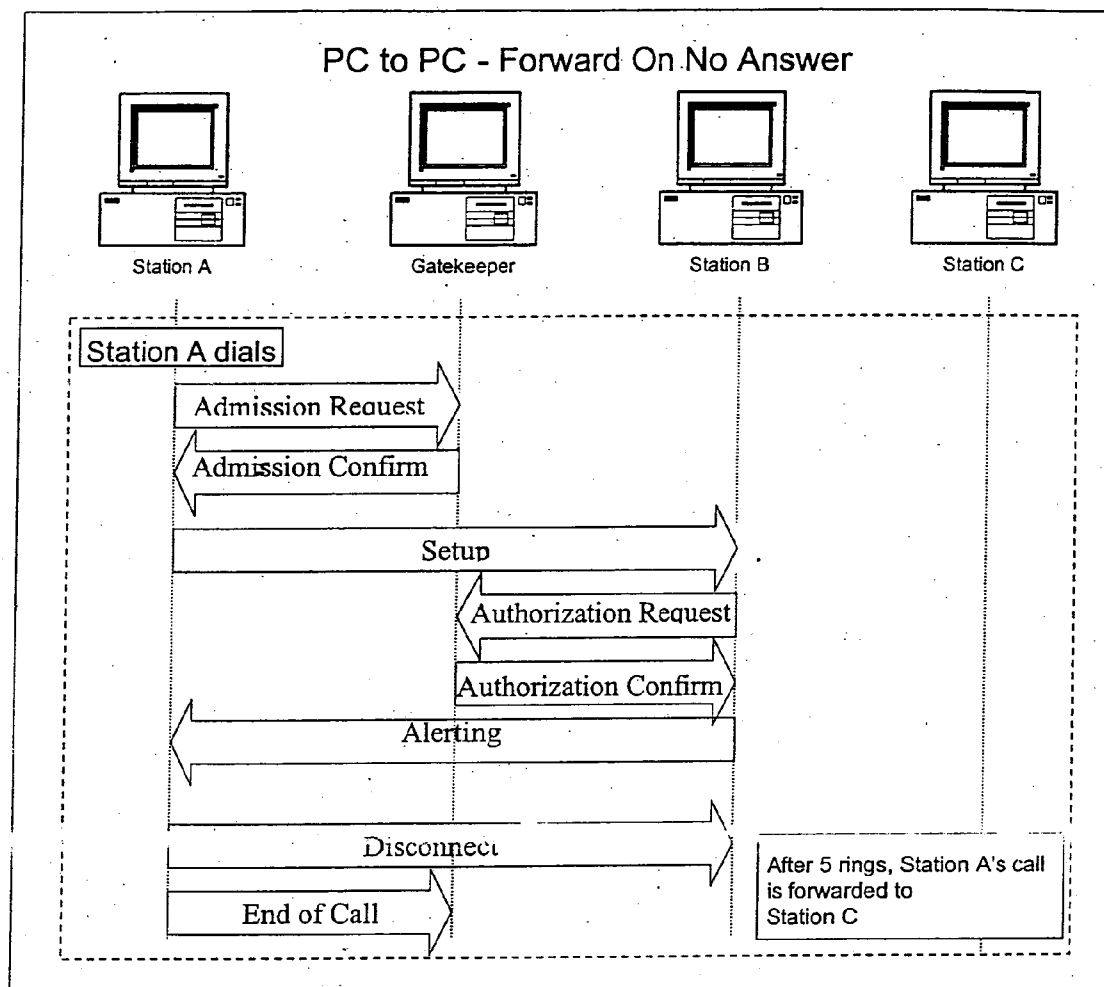 PC to PC - Forward On No Answer
Station A
Gatekeeper
Station B
Station C
Station A dials
Admission Request
Admission Confirm
Setup
Authorization Request
Authorization Confirm
Alerting
Disconnect
End of Call
After 5 rings, Station A's call
is forwarded to
Station C